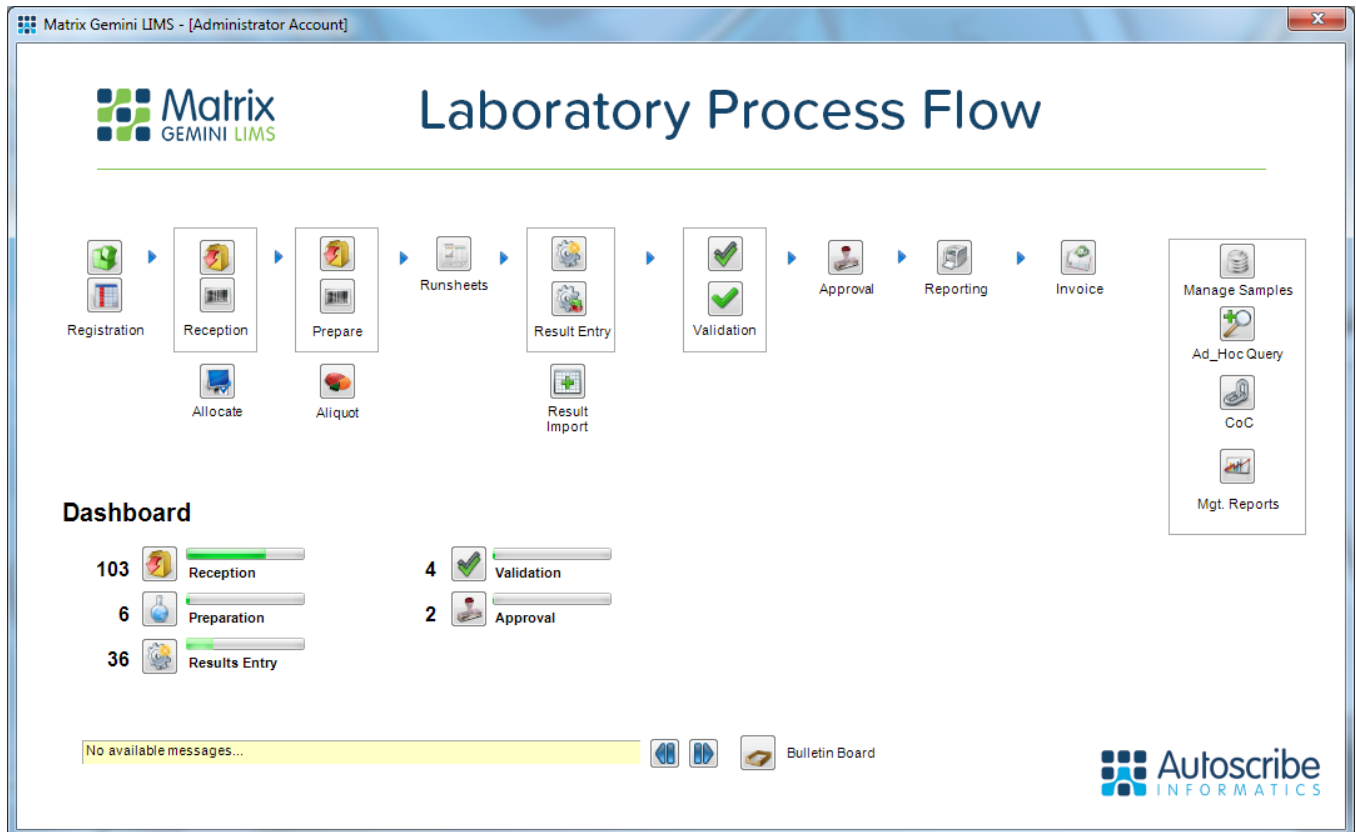 Matrix Gemini LIMS - [Administrator Account]
x
Matrix
GEMINI LIMS
Laboratory Process Flow
Registration
Reception
Prepare
Runsheets
Result Entry
Validation
Approval
Reporting
Invoice
Manage Samples
Allocate
Aliquot
Result
Import
Ad_Hoc Query
CoC
Mgt. Reports
Dashboard
103 Reception
6 Preparation
36 Results Entry
4 Validation
2 Approval
No available messages...
Bulletin Board
Autoscribe
INFORMATICS